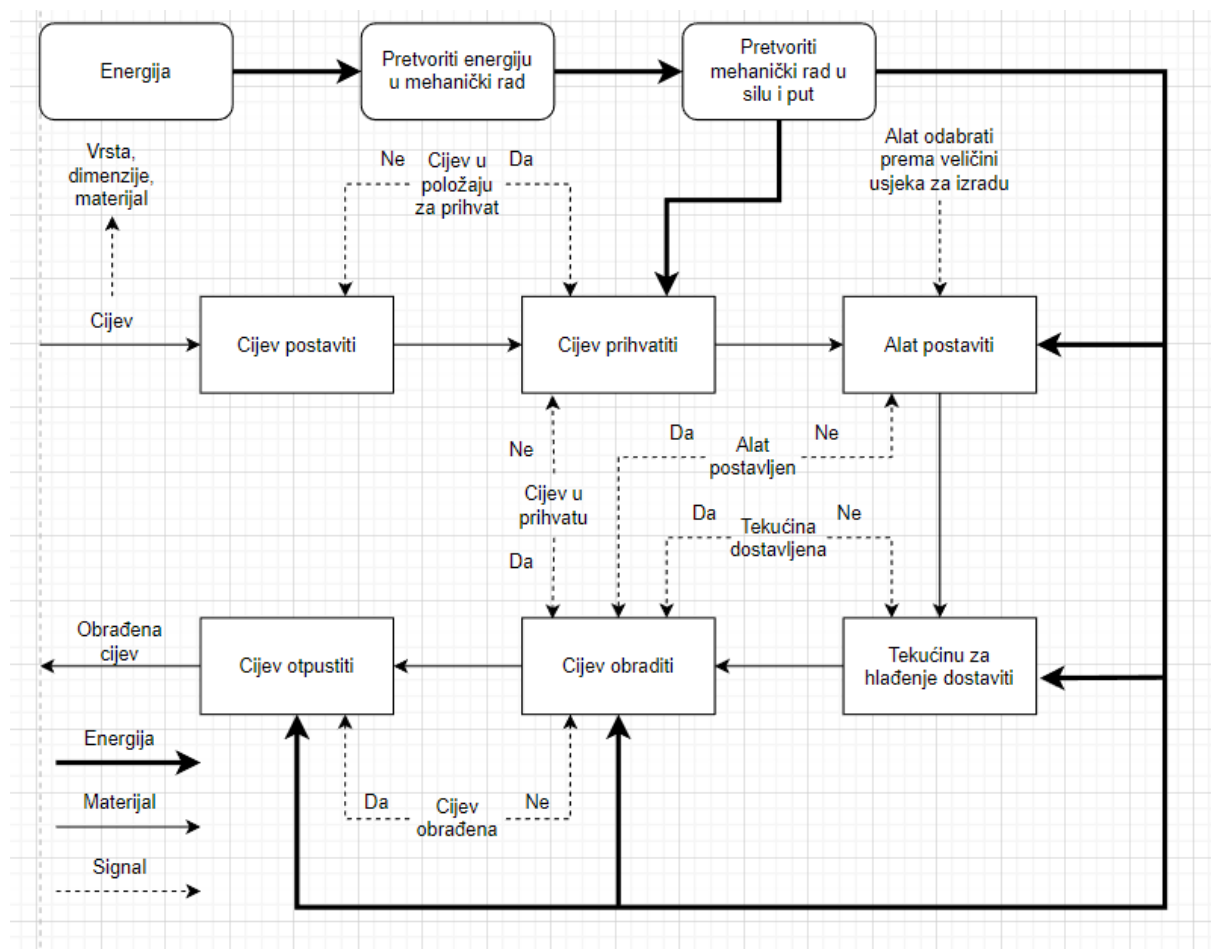 Energija
Pretvoriti energiju
u mehanički rad
Pretvoriti
mehanički rad u
silu i put
Vrsta,
dimenzije,
materijal
Ne
Cijev u
položaju
za prihvat
Da
Alat odabrati
prema veličini
usjeka za izradu
Cijev
Cijev postaviti
Cijev prihvatiti
Alat postaviti
Ne
Cijev u
prihvatu
Da
Da
Alat
postavljen
Ne
Da
Tekućina
dostavljena
Ne
Obrađena
cijev
Cijev otpustiti
Cijev obraditi
Tekućinu za
hlađenje dostaviti
Energija
Materijal
Signal
Da
Cijev
obrađena
Ne